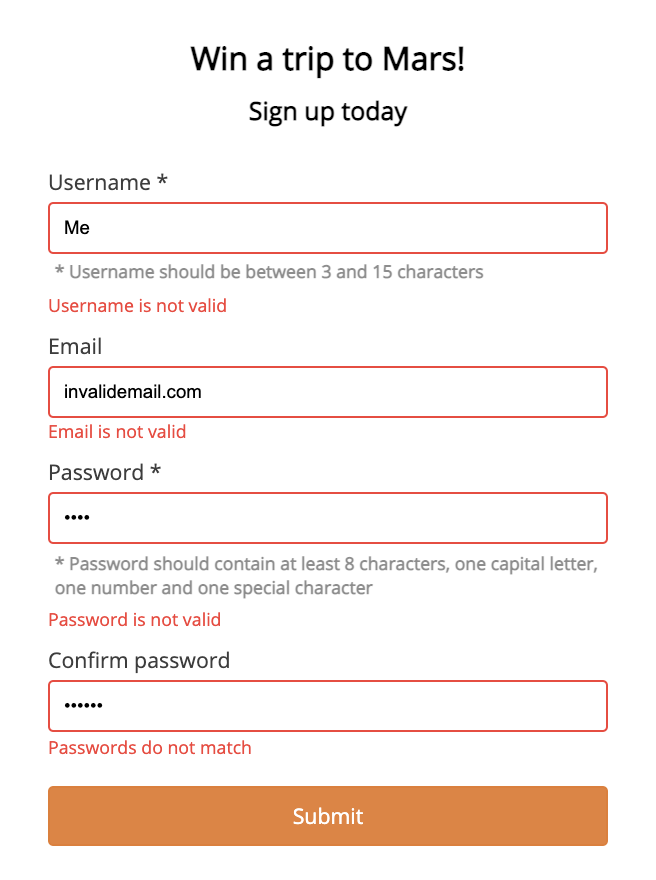 Win a trip to Mars!
Sign up today
Username *
Me
* Username should be between 3 and 15 characters
Username is not valid
Email
invalidemail.com
Email is not valid
Password *
••••
* Password should contain at least 8 characters, one capital letter,
one number and one special character
Password is not valid
Confirm password
••••••
Passwords do not match
Submit